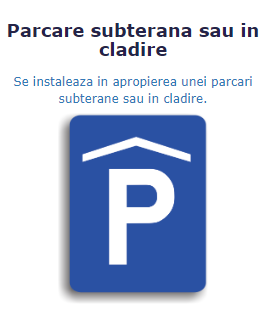 Parcare subterana sau in
cladire
Se instaleaza in apropierea unei parcari
subterane sau in cladire.
P